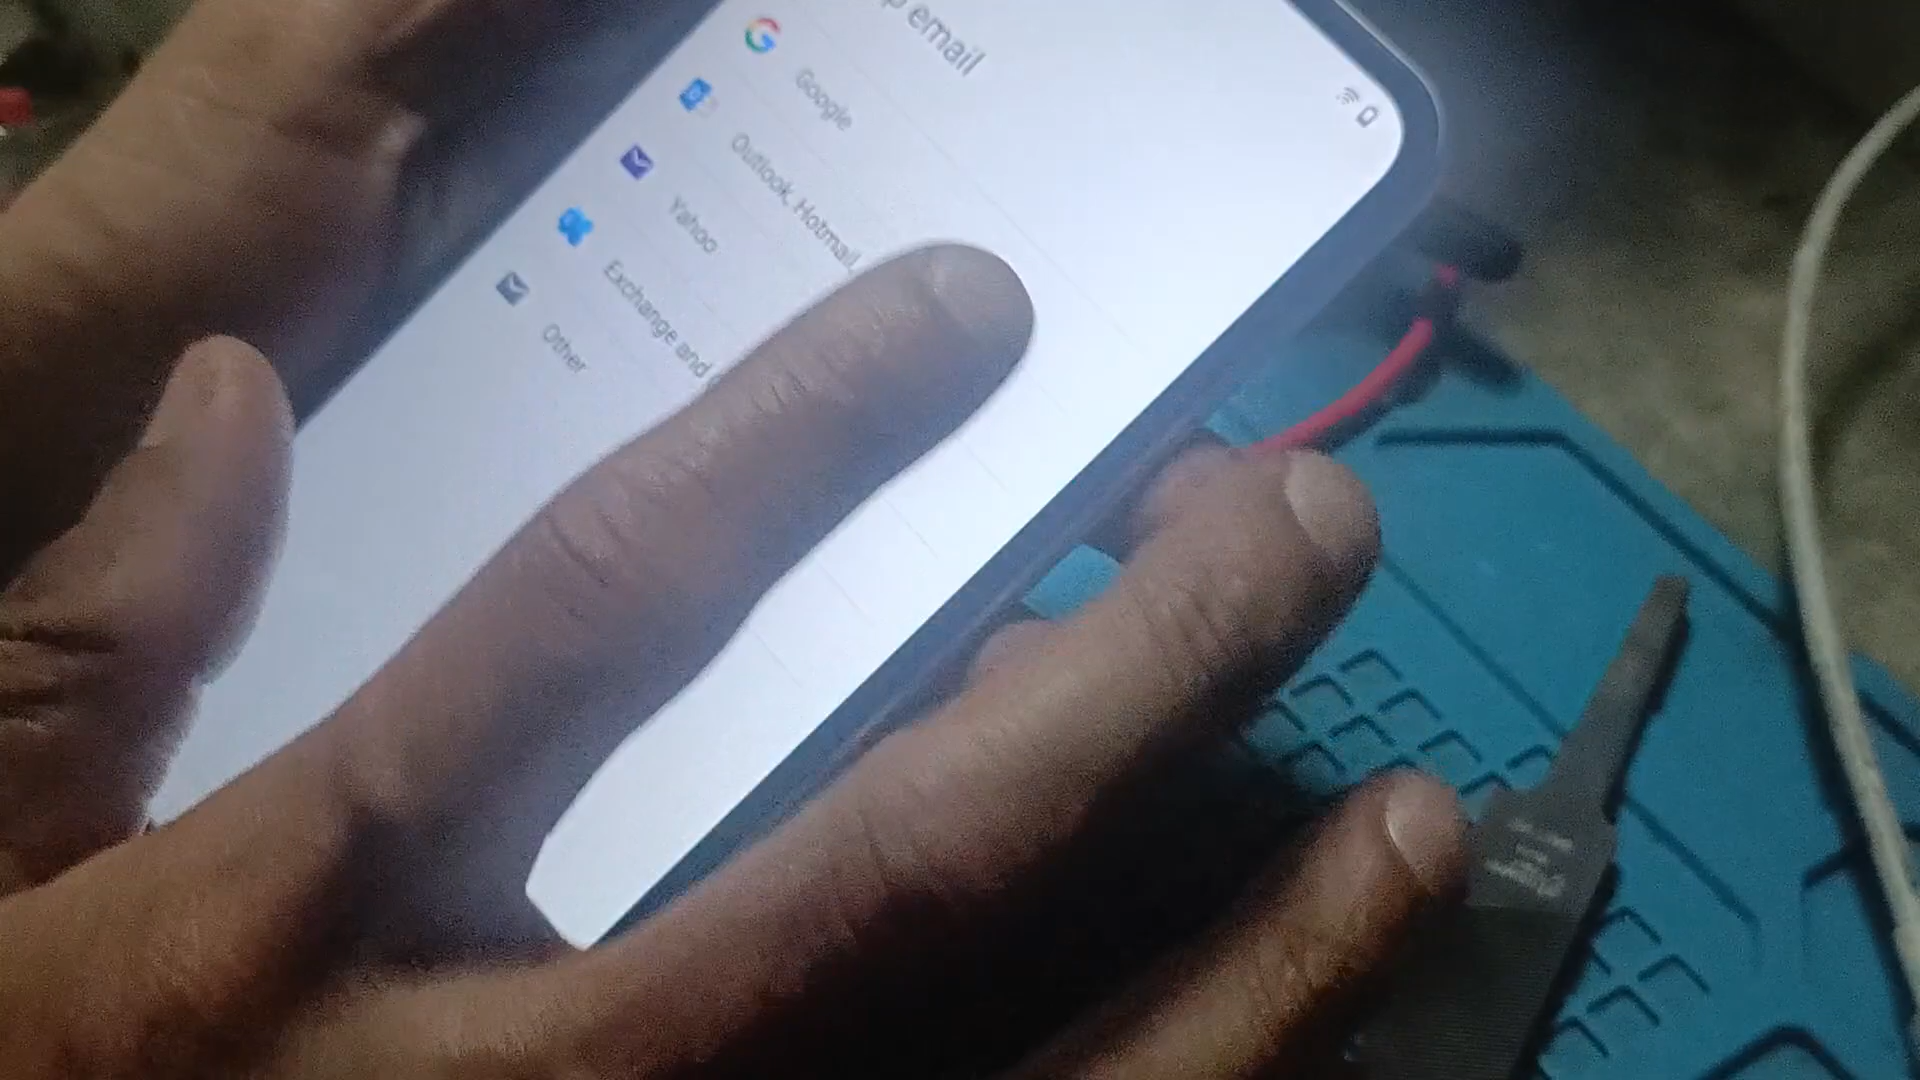 email
Google
Outlook, Hotmail,
Yahoo
Exchange and
Other